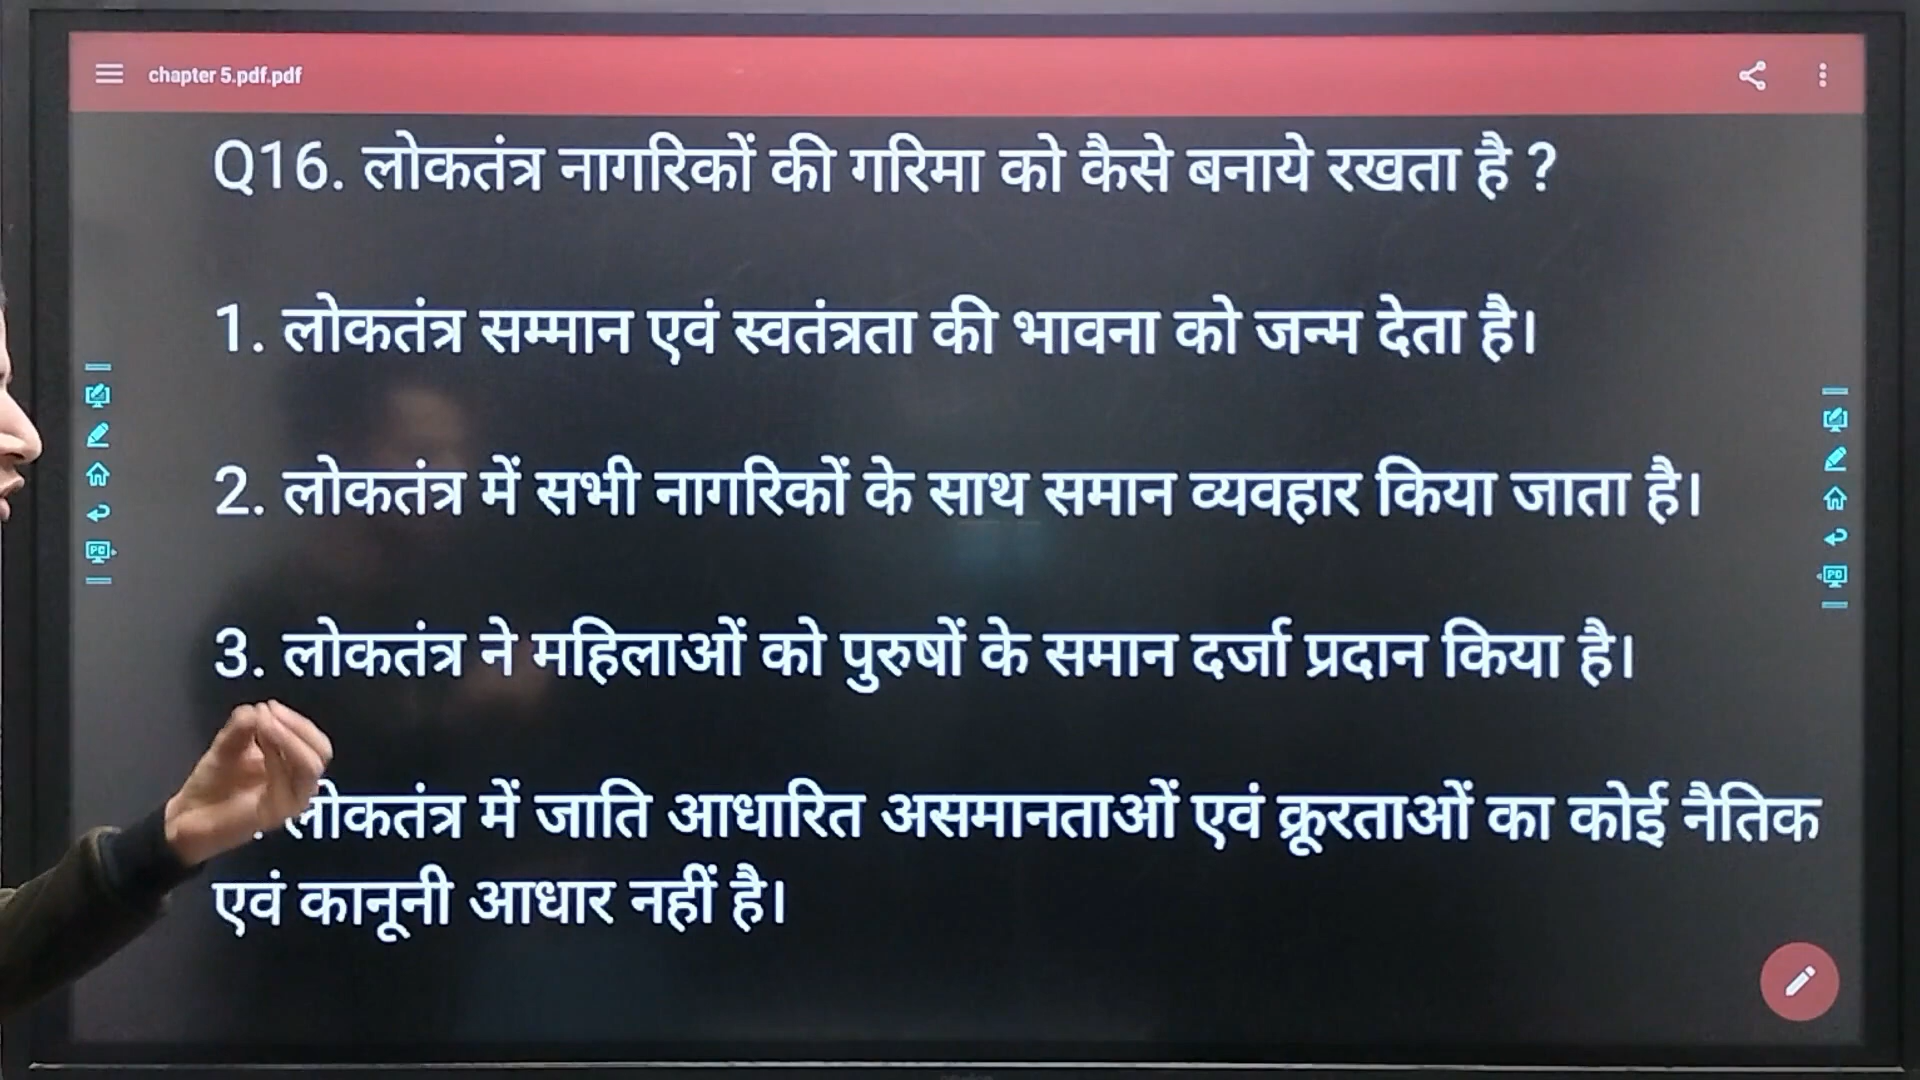 chapter 5.pdf.pdf
Q16. लोकतंत्र नागरिकों की गरिमा को कैसे बनाये रखता है ?
1. लोकतंत्र सम्मान एवं स्वतंत्रता की भावना को जन्म देता है।
2. लोकतंत्र में सभी नागरिकों के साथ समान व्यवहार किया जाता है।
3. लोकतंत्र ने महिलाओं को पुरुषों के समान दर्जा प्रदान किया है।
लोकतंत्र में जाति आधारित असमानताओं एवं क्रूरताओं का कोई नैतिक
एवं कानूनी आधार नहीं है।
PC
PC